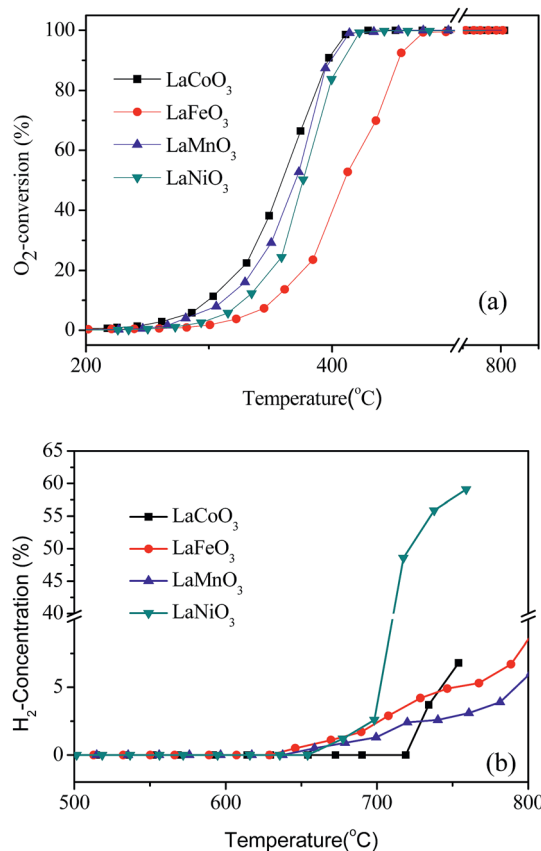 100
80
60
40
20
0
O2-conversion (%)
LaCoO3
LaFeO3
LaMnO3
LaNiO3
(a)
200
400
800
Temperature(°C)
65
60
55
50
45
40
5
0
H2-Concentration (%)
LaCoO3
LaFeO3
LaMnO3
LaNiO3
(b)
500
600
700
800
Temperature(°C)